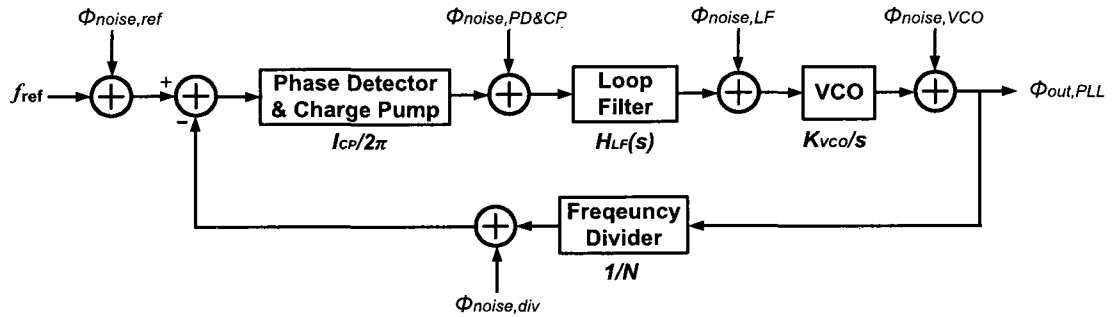 Φnoise,ref
Φnoise,PD&CP
Φnoise,LF
Φnoise,VCO
fref
+
−
Phase Detector
& Charge Pump
ICP/2π
Loop
Filter
HLF(s)
VCO
KVCO/s
Φout,PLL
Freqeuncy
Divider
1/N
Φnoise,div